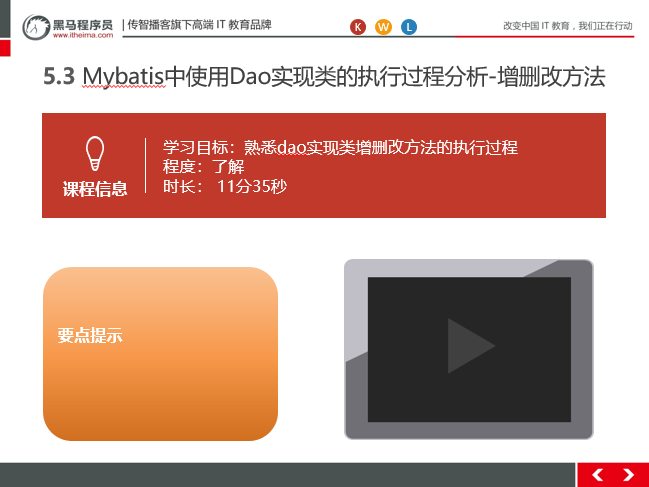 黑马程序员
www.itheima.com
传智播客旗下高端 IT 教育品牌
K W L
改变中国 IT 教育，我们正在行动
5.3 Mybatis中使用Dao实现类的执行过程分析-增删改方法
课程信息
学习目标：熟悉dao实现类增删改方法的执行过程
程度：了解
时长： 11分35秒
要点提示